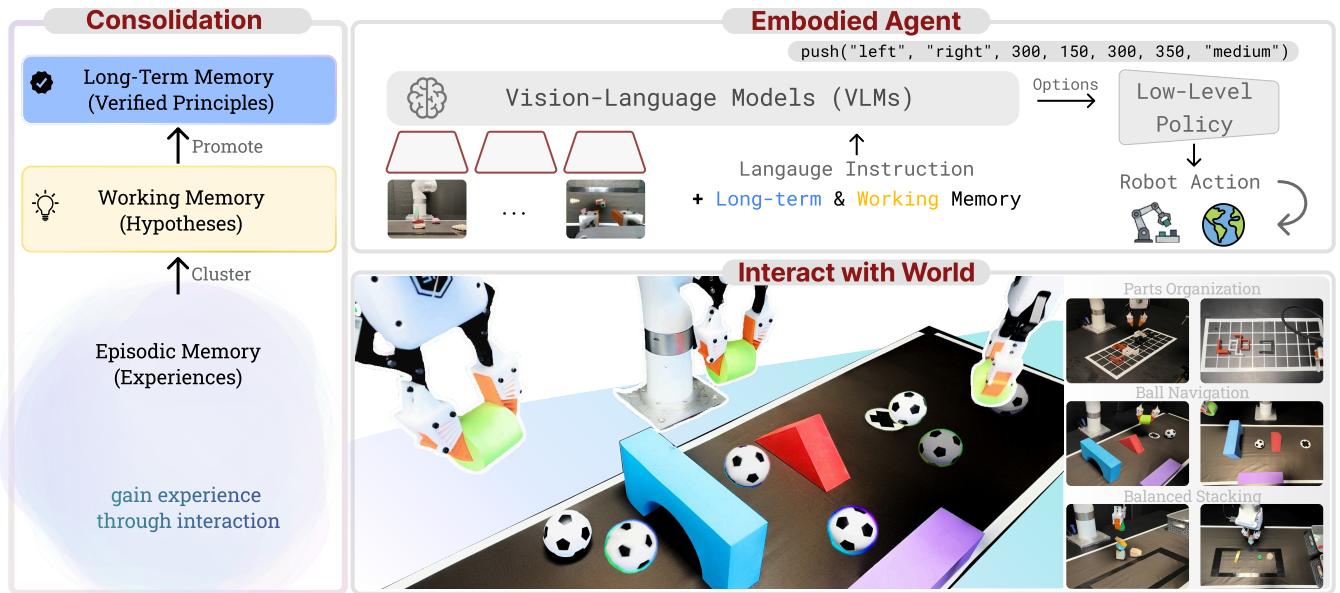 Consolidation
Long-Term Memory
(Verified Principles)
Promote
Working Memory
(Hypotheses)
Cluster
Episodic Memory
(Experiences)
gain experience
through interaction
Embodied Agent
push("left", "right", 300, 150, 300, 350, "medium")
Vision-Language Models (VLMs)
Options
Low-Level
Policy
Langauge Instruction
+ Long-term & Working Memory
...
Robot Action
Interact with World
Parts Organization
Ball Navigation
Balanced Stacking